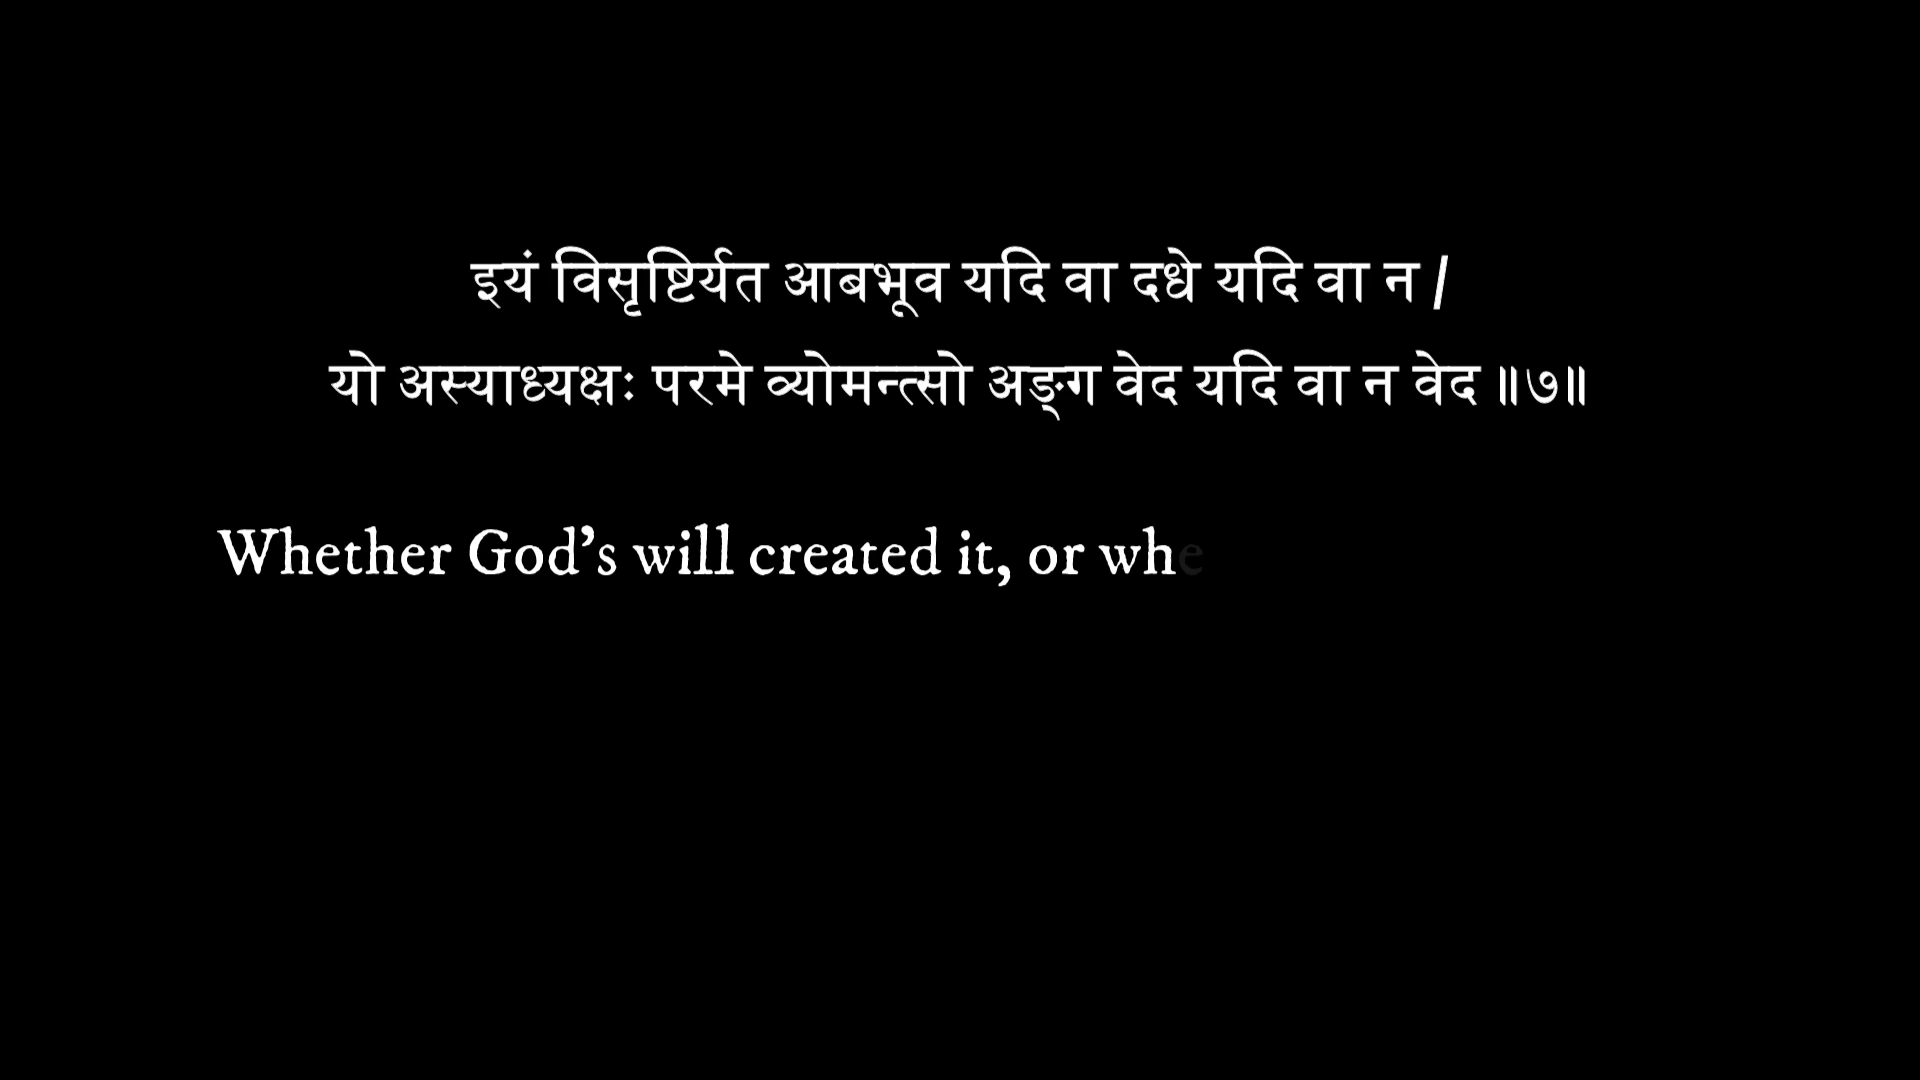 इयं विसृष्टिर्यत आबभूव यदि वा दधे यदि वा न /
यो अस्याध्यक्षः परमे व्योमन्त्सो अङ्ग वेद यदि वा न वेद ॥७॥
Whether God’s will created it, or whe